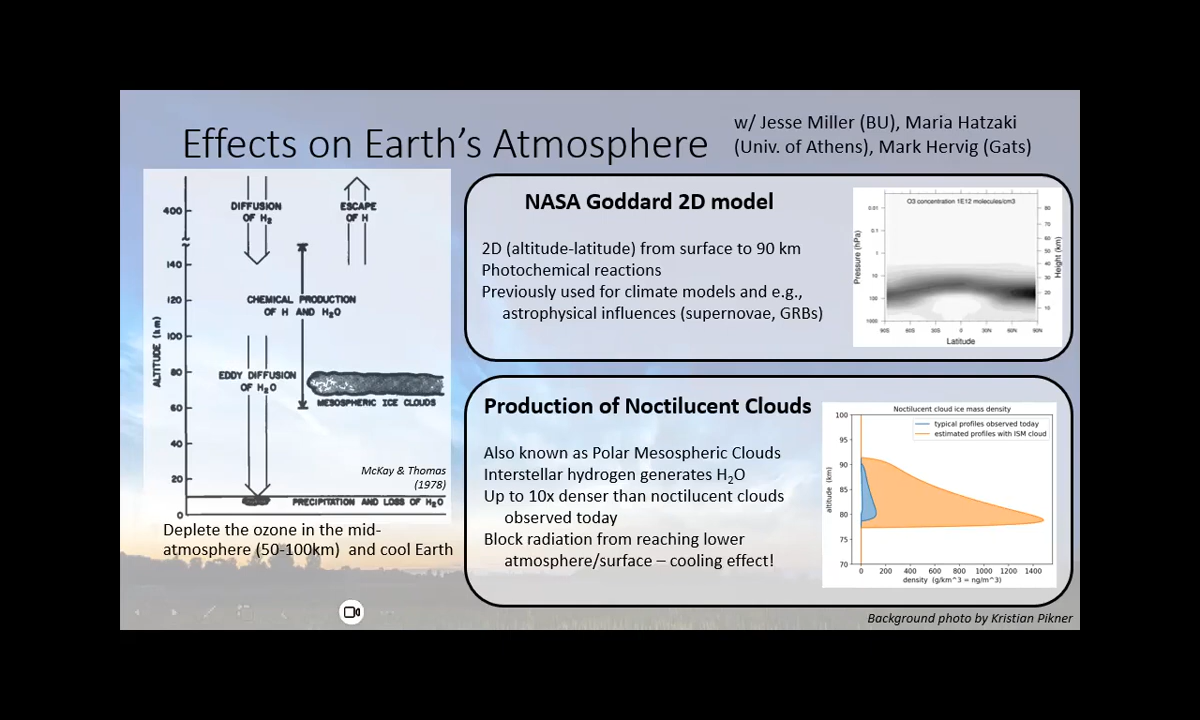 Effects on Earth's Atmosphere
w/ Jesse Miller (BU), Maria Hatzaki
(Univ. of Athens), Mark Hervig (Gats)
DIFFUSION
OF H2
ESCAPE
OF H
400
140
120
100
80
60
40
20
0
ALTITUDE (km)
CHEMICAL PRODUCTION
OF H AND H2O
EDDY DIFFUSION
OF H2O
MESOSPHERIC ICE CLOUDS
McKay & Thomas
(1978)
PRECIPITATION AND LOSS OF H2O
Deplete the ozone in the mid-
atmosphere (50-100km) and cool Earth
NASA Goddard 2D model
2D (altitude-latitude) from surface to 90 km
Photochemical reactions
Previously used for climate models and e.g.,
astrophysical influences (supernovae, GRBs)
O3 concentration 1E12 molecules/cm3
Pressure (hPa)
0.01
0.1
1
10
100
1000
80
70
60
50
40
30
20
10
Height (km)
90S 60S 30S 0 30N 60N 90N
Latitude
Production of Noctilucent Clouds
Also known as Polar Mesospheric Clouds
Interstellar hydrogen generates H2O
Up to 10x denser than noctilucent clouds
observed today
Block radiation from reaching lower
atmosphere/surface – cooling effect!
Noctilucent cloud ice mass density
typical profiles observed today
estimated profiles with ISM cloud
altitude (km)
100
95
90
85
80
75
70
0 200 400 600 800 1000 1200 1400
density (g/km^3 = ng/m^3)
Background photo by Kristian Pikner